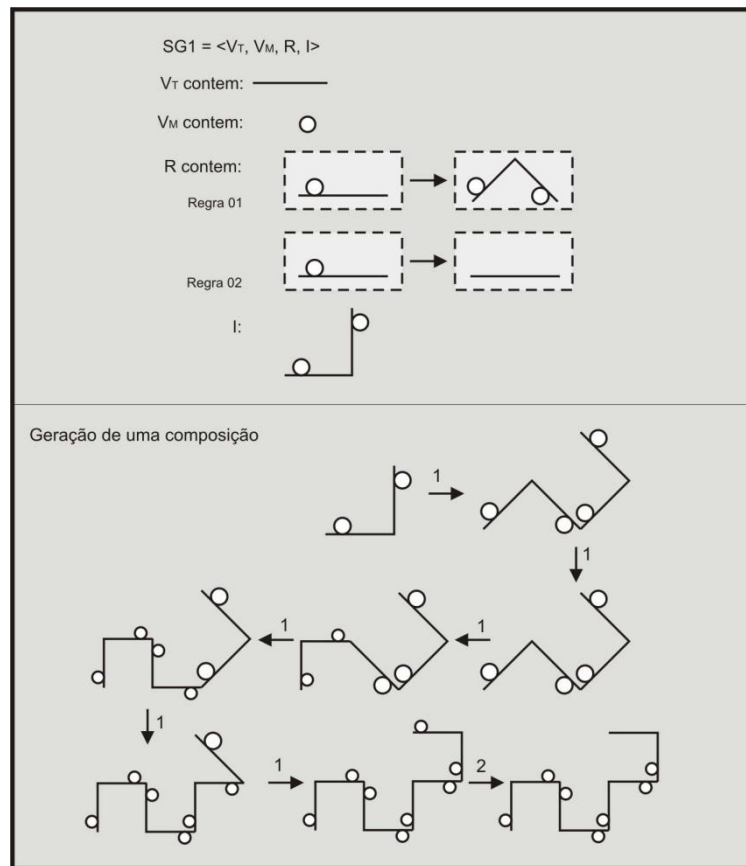 SG1 = <VT, VM, R, I>
VT contem:
VM contem:
R contem:
Regra 01
Regra 02
I:
Geração de uma composição
1
1
1
1
1
1
2